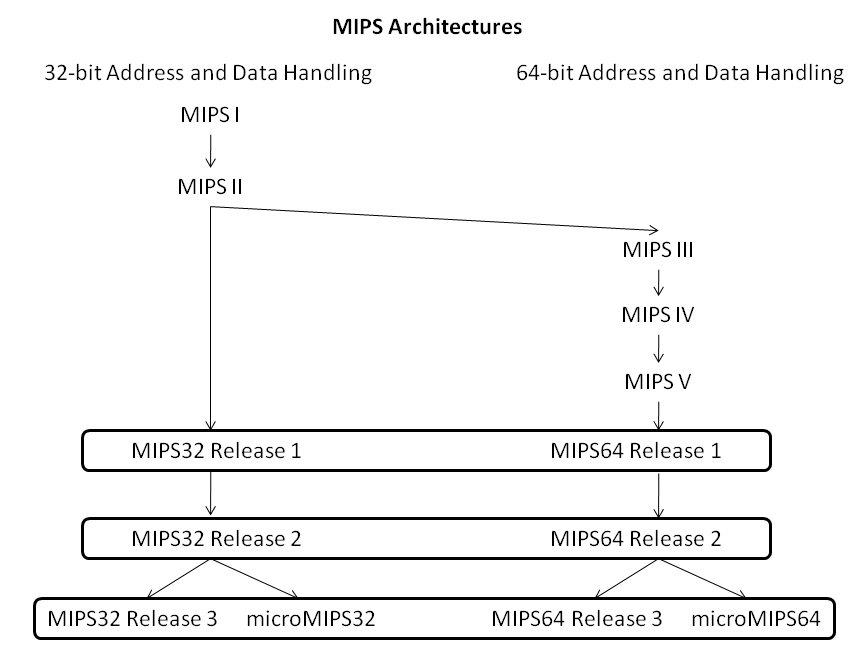 MIPS Architectures
32-bit Address and Data Handling 64-bit Address and Data Handling
MIPS I
MIPS II
MIPS III
MIPS IV
MIPS V
MIPS32 Release 1 MIPS64 Release 1
MIPS32 Release 2 MIPS64 Release 2
MIPS32 Release 3 microMIPS32 MIPS64 Release 3 microMIPS64